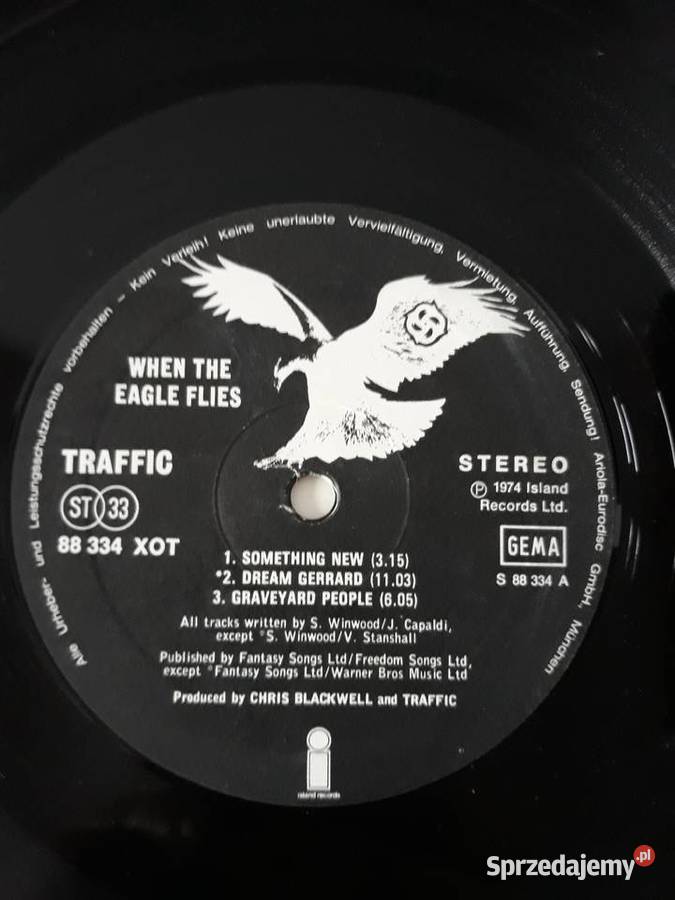 Alle Urheber- und Leistungsschutzrechte vorbehalten – Kein Verleih! Keine unerlaubte Vervielfältigung, Vermietung, Aufführung, Sendung! Ariola-Eurodisc GmbH, München
WHEN THE
EAGLE FLIES
TRAFFIC
ST 33
88 334 XOT
STEREO
Ⓟ 1974 Island
Records Ltd.
GEMA
S 88 334 A
1. SOMETHING NEW (3.15)
*2. DREAM GERRARD (11.03)
3. GRAVEYARD PEOPLE (6.05)
All tracks written by S. Winwood/J. Capaldi,
except *S. Winwood/V. Stanshall
Published by Fantasy Songs Ltd/Freedom Songs Ltd,
except *Fantasy Songs Ltd/Warner Bros Music Ltd
Produced by CHRIS BLACKWELL and TRAFFIC
island records
Sprzedajemy.pl